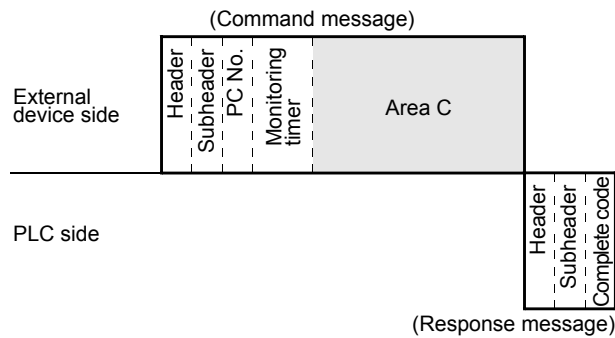 (Command message)
External
device side
Header
Subheader
PC No.
Monitoring
timer
Area C
PLC side
Header
Subheader
Complete code
(Response message)